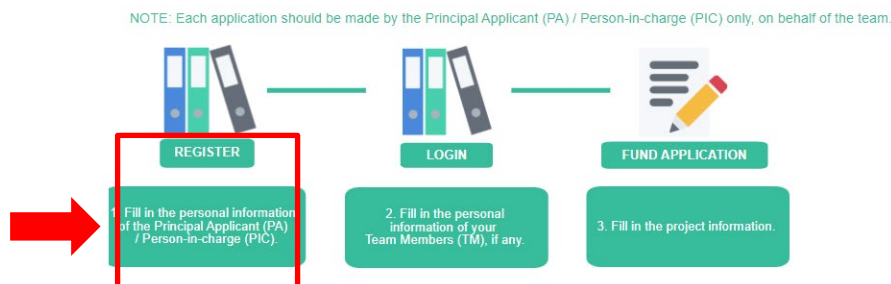 NOTE: Each application should be made by the Principal Applicant (PA) / Person-in-charge (PIC) only, on behalf of the team.
REGISTER
LOGIN
FUND APPLICATION
1. Fill in the personal information
of the Principal Applicant (PA)
/ Person-in-charge (PIC).
2. Fill in the personal
information of your
Team Members (TM), if any.
3. Fill in the project information.